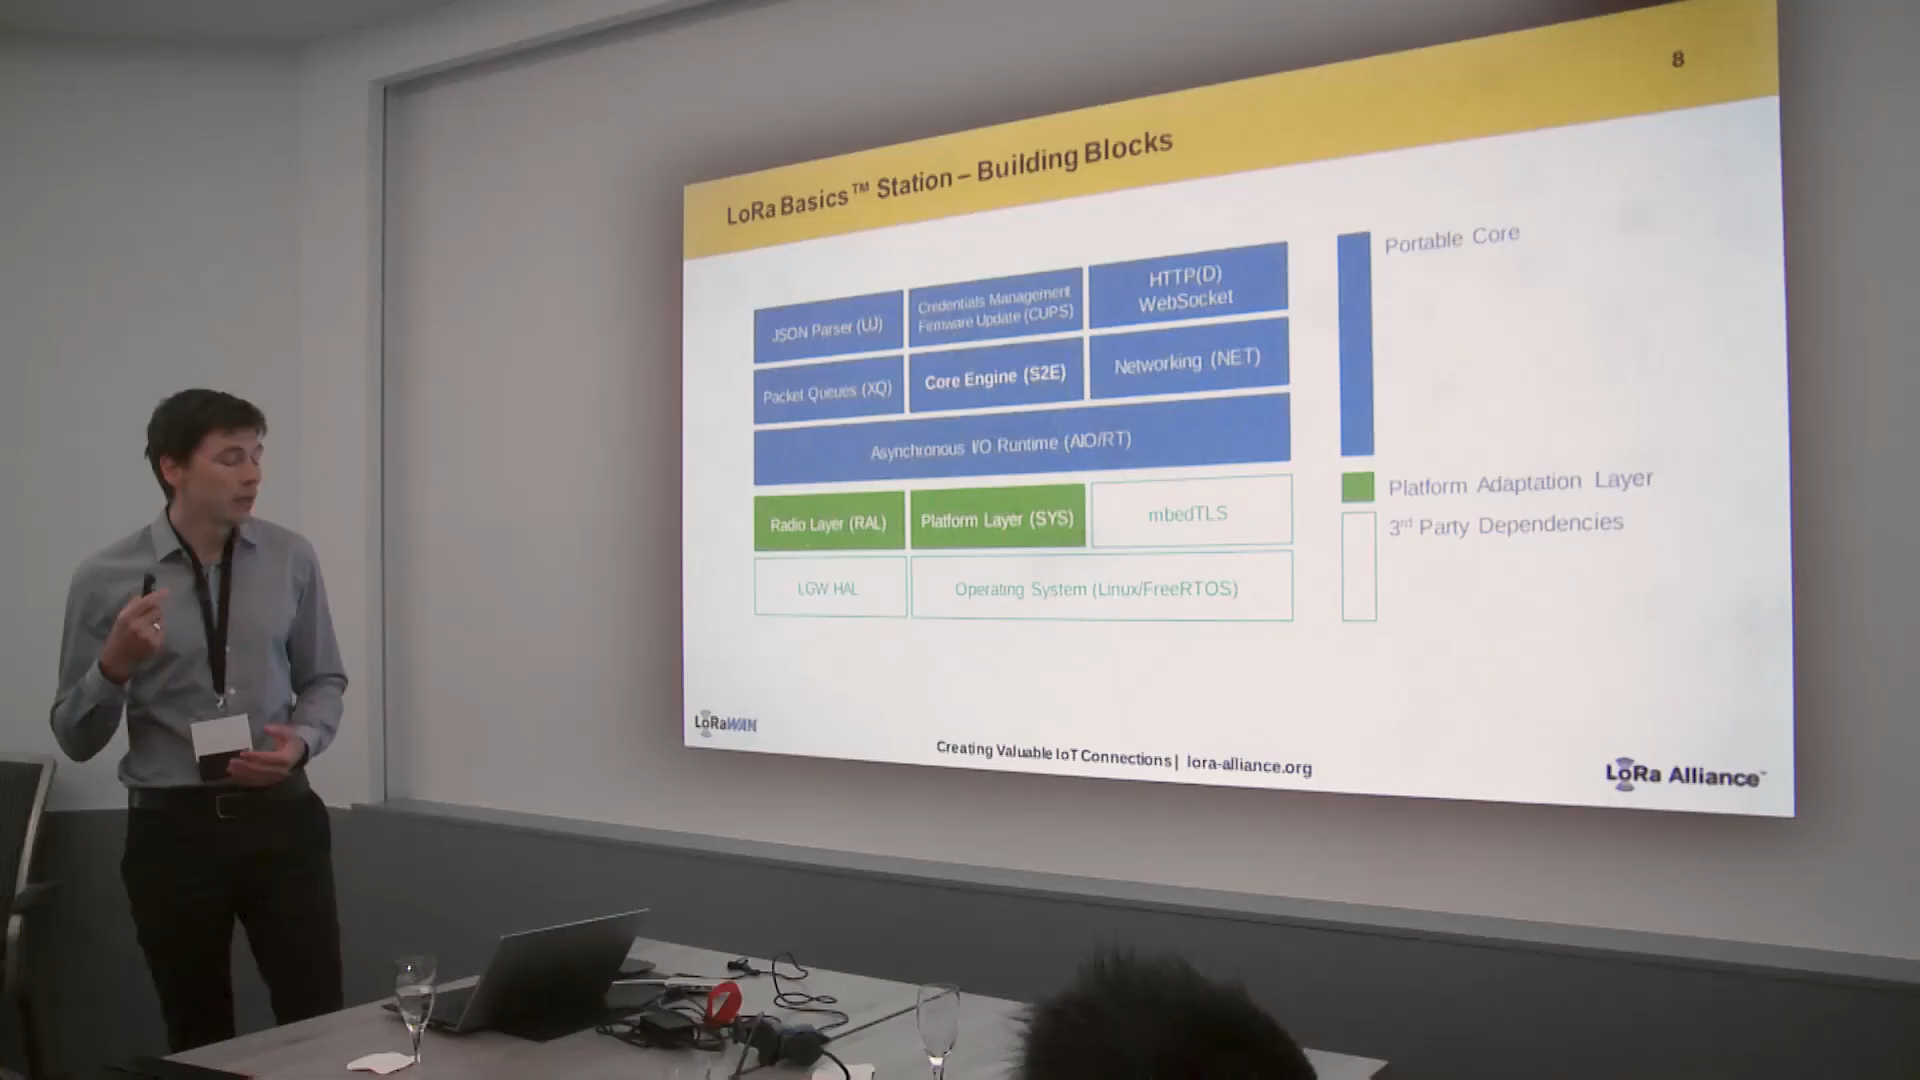 8
LoRa Basics™ Station – Building Blocks
JSON Parser (UJ)
Credentials Management
Firmware Update (CUPS)
HTTP(D)
WebSocket
Packet Queues (XQ)
Core Engine (S2E)
Networking (NET)
Asynchronous I/O Runtime (AIO/RT)
Radio Layer (RAL)
Platform Layer (SYS)
mbedTLS
LGW HAL
Operating System (Linux/FreeRTOS)
Portable Core
Platform Adaptation Layer
3rd Party Dependencies
LoRaWAN
Creating Valuable IoT Connections | lora-alliance.org
LoRa Alliance™